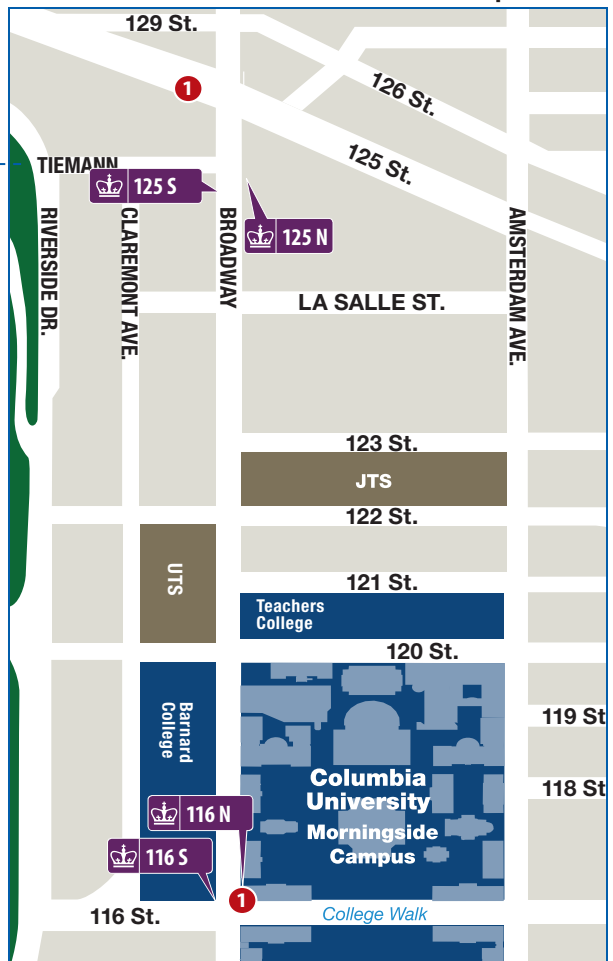 129 St.
1
126 St.
125 St.
TIEMANN
125 S
125 N
RIVERSIDE DR.
CLAREMONT AVE.
BROADWAY
AMSTERDAM AVE.
LA SALLE ST.
123 St.
JTS
122 St.
UTS
121 St.
Teachers
College
120 St.
Barnard
College
119 St
118 St
Columbia
University
Morningside
Campus
116 N
116 S
1
116 St.
College Walk